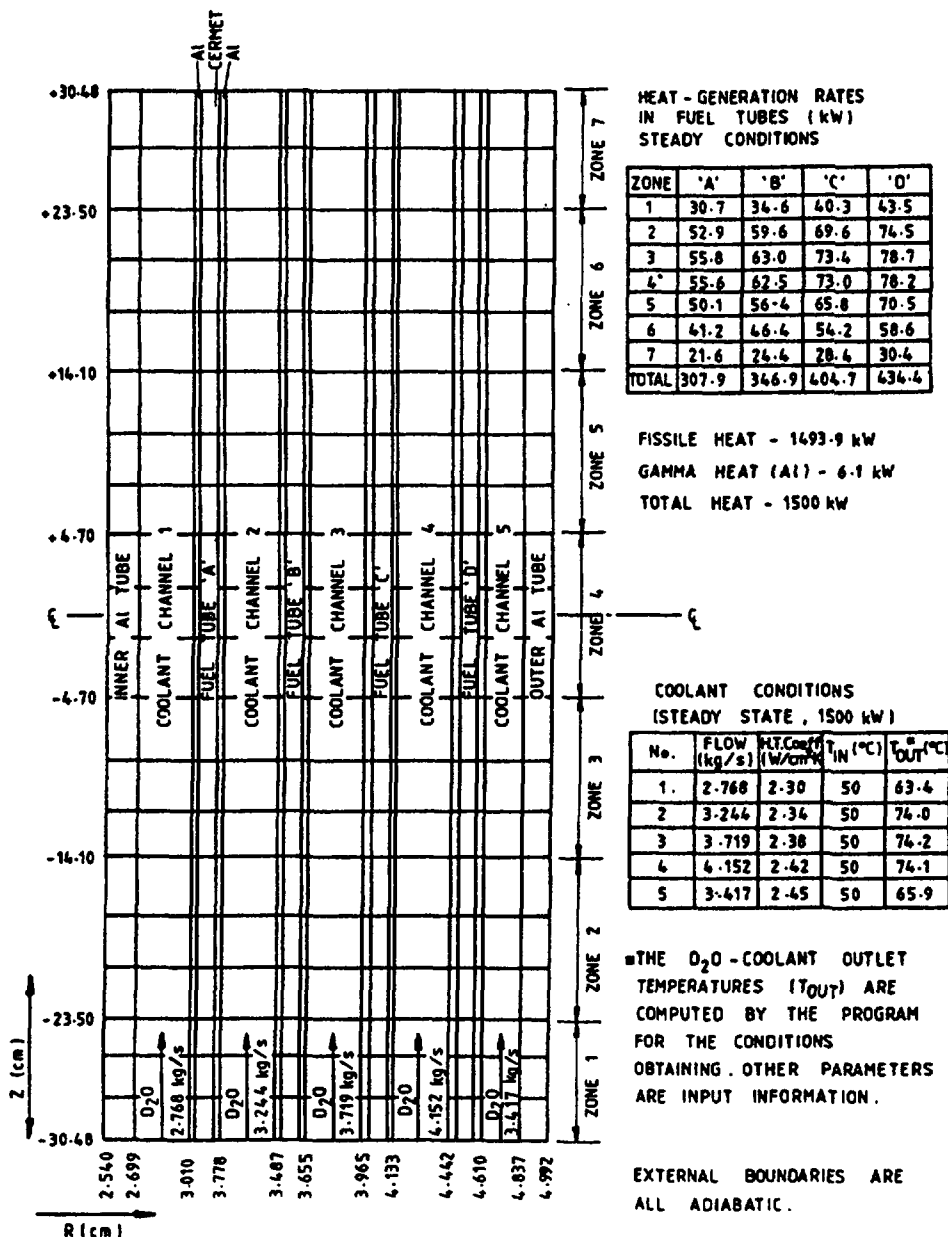 Al
CERMET
Al
+30.48
+23.50
+14.10
+4.70
℄
-4.70
-14.10
-23.50
-30.48
Z (cm)
INNER Al TUBE
COOLANT CHANNEL 1
FUEL TUBE 'A'
COOLANT CHANNEL 2
FUEL TUBE 'B'
COOLANT CHANNEL 3
FUEL TUBE 'C'
COOLANT CHANNEL 4
FUEL TUBE 'D'
COOLANT CHANNEL 5
OUTER Al TUBE
℄
ZONE 7
ZONE 6
ZONE 5
ZONE 4
ZONE 3
ZONE 2
ZONE 1
D2O 2.768 kg/s
D2O 3.244 kg/s
D2O 3.719 kg/s
D2O 4.152 kg/s
D2O 3.417 kg/s
2.540 2.699 3.010 3.778 3.487 3.655 3.965 4.133 4.442 4.610 4.837 4.992
R (cm)
HEAT-GENERATION RATES
IN FUEL TUBES (kW)
STEADY CONDITIONS
ZONE 'A' 'B' 'C' 'D'
1 30.7 34.6 40.3 43.5
2 52.9 59.6 69.6 74.5
3 55.8 63.0 73.4 78.7
4 55.6 62.5 73.0 78.2
5 50.1 56.4 65.8 70.5
6 41.2 46.4 54.2 58.6
7 21.6 24.4 28.4 30.4
TOTAL 307.9 346.9 404.7 434.4
FISSILE HEAT - 1493.9 kW
GAMMA HEAT (Al) - 6.1 kW
TOTAL HEAT - 1500 kW
COOLANT CONDITIONS
(STEADY STATE, 1500 kW)
No. FLOW (kg/s) H.T.Coeff (W/cm²K) TIN (°C) TOUT* (°C)
1. 2.768 2.30 50 63.4
2 3.244 2.34 50 74.0
3 3.719 2.38 50 74.2
4 4.152 2.42 50 74.1
5 3.417 2.45 50 65.9
*THE D2O-COOLANT OUTLET
TEMPERATURES (TOUT) ARE
COMPUTED BY THE PROGRAM
FOR THE CONDITIONS
OBTAINING. OTHER PARAMETERS
ARE INPUT INFORMATION.
EXTERNAL BOUNDARIES ARE
ALL ADIABATIC.